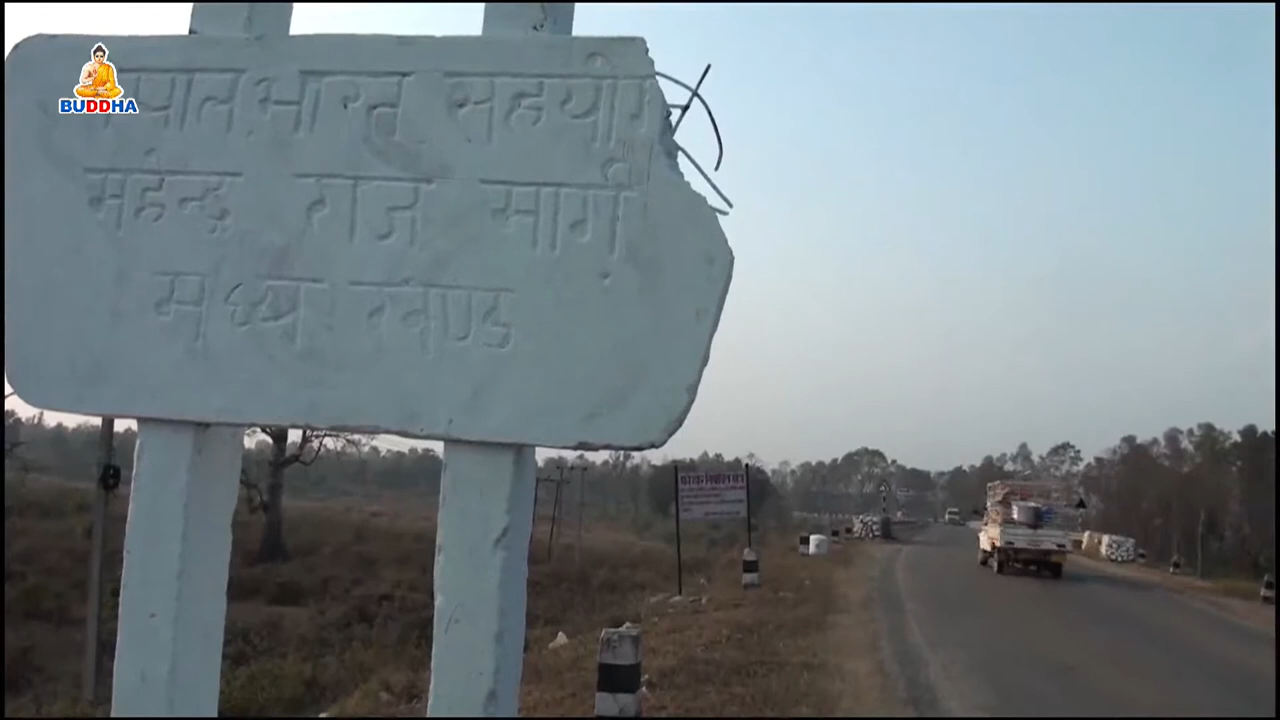 BUDDHA
नेपाल भारत सहयोग
महेन्द्र राज मार्ग
मध्य खण्ड